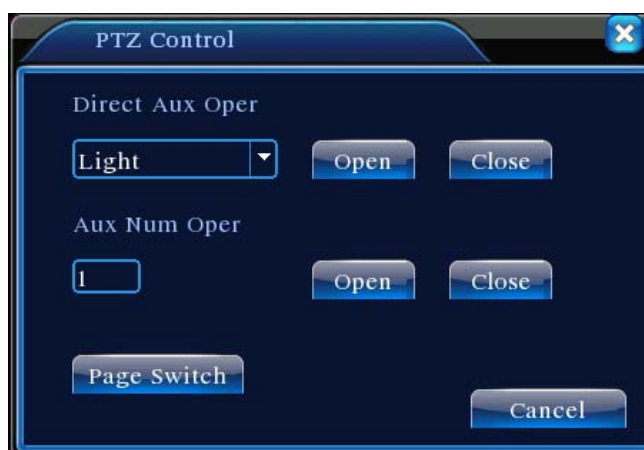 PTZ Control
Direct Aux Oper
Light Open Close
Aux Num Oper
1 Open Close
Page Switch
Cancel